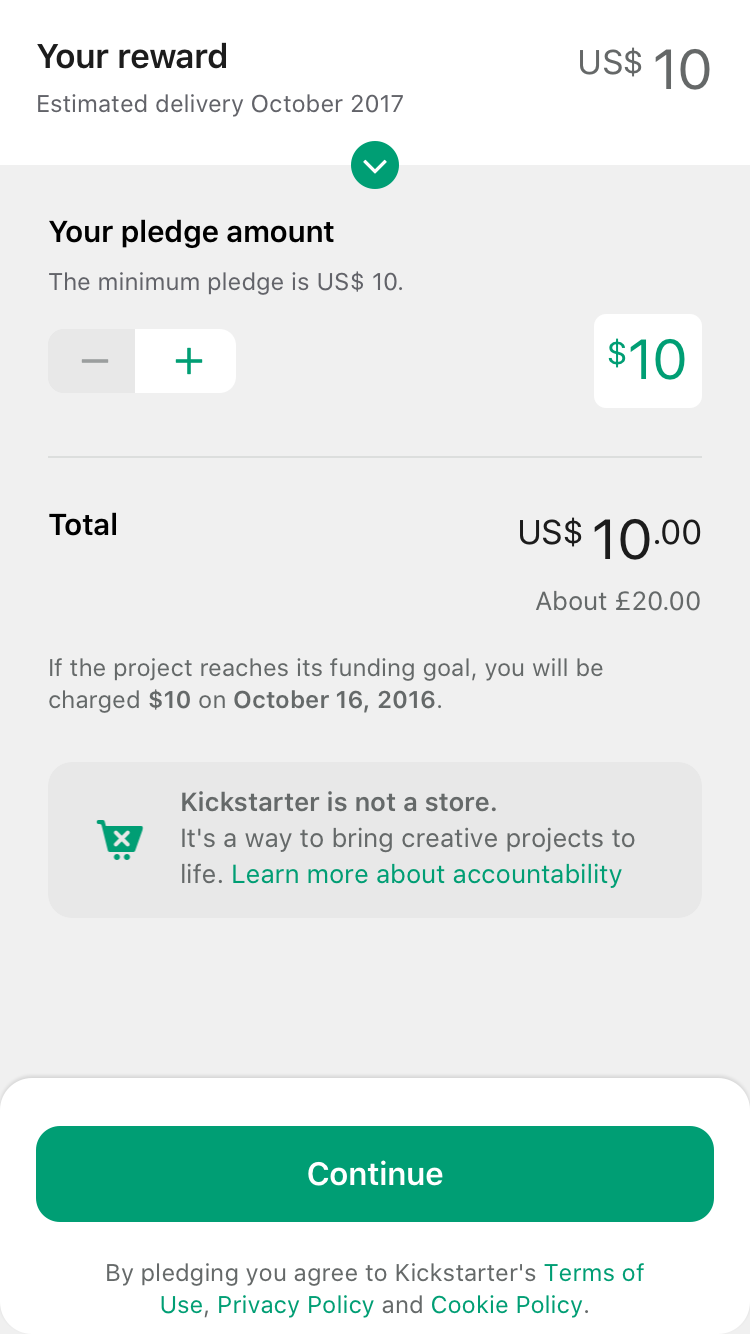 Your reward
US$ 10
Estimated delivery October 2017
Your pledge amount
The minimum pledge is US$ 10.
− +
$10
Total
US$ 10.00
About £20.00
If the project reaches its funding goal, you will be
charged $10 on October 16, 2016.
Kickstarter is not a store.
It's a way to bring creative projects to
life. Learn more about accountability
Continue
By pledging you agree to Kickstarter's Terms of
Use, Privacy Policy and Cookie Policy.